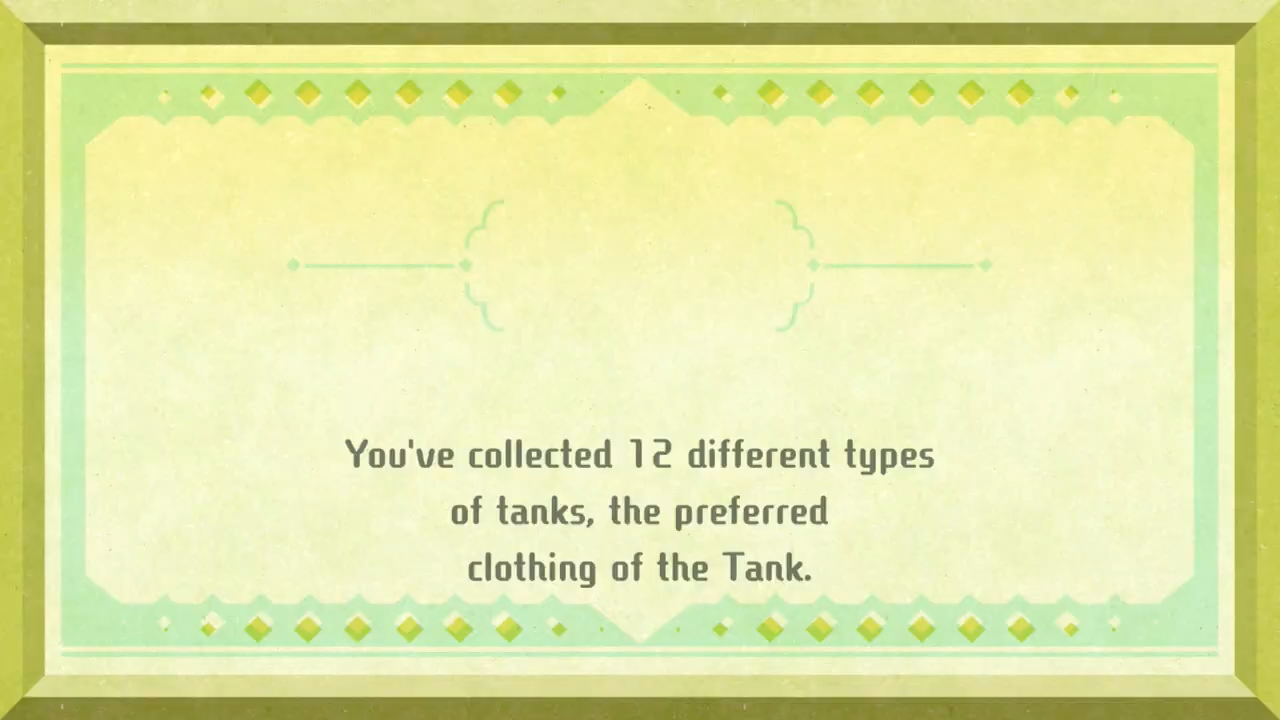 You've collected 12 different types
of tanks, the preferred
clothing of the Tank.